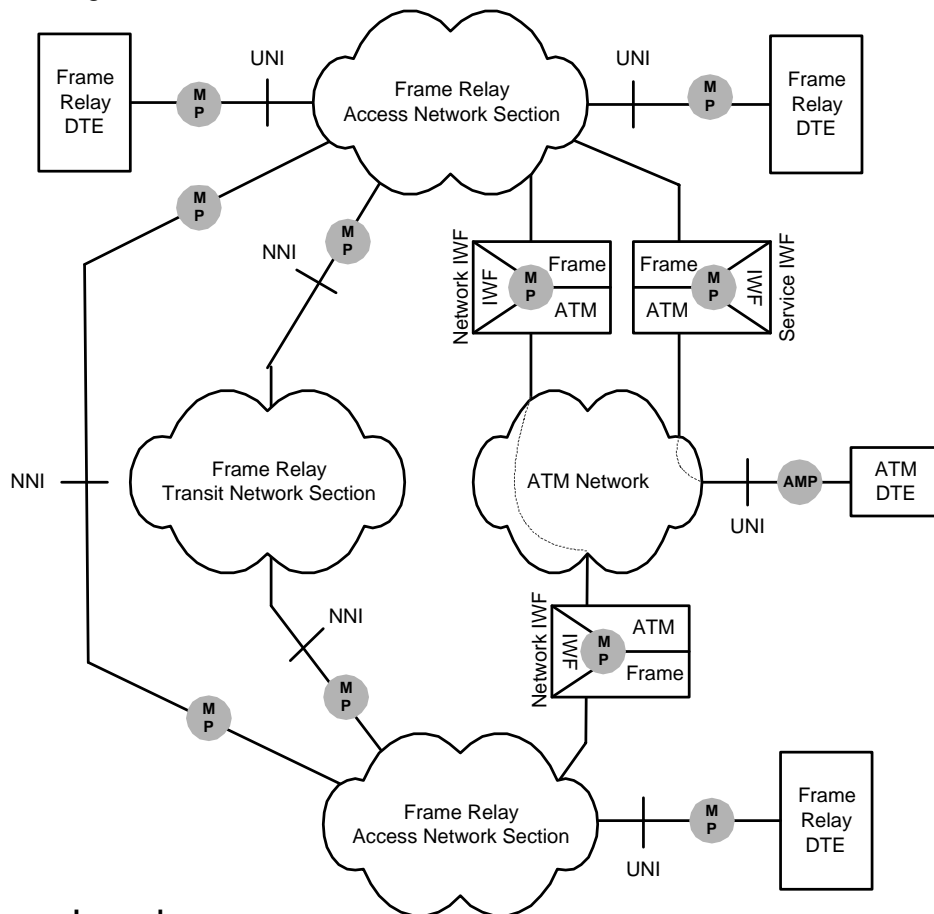 UNI
UNI
Frame
Relay
DTE
M
P
Frame Relay
Access Network Section
M
P
Frame
Relay
DTE
M
P
M
P
NNI
Network IWF
IWF
M
P
Frame
ATM
Frame
ATM
M
P
IWF
Service IWF
NNI
Frame Relay
Transit Network Section
ATM Network
AMP
ATM
DTE
UNI
NNI
Network IWF
IWF
M
P
ATM
Frame
M
P
M
P
Frame Relay
Access Network Section
M
P
Frame
Relay
DTE
UNI